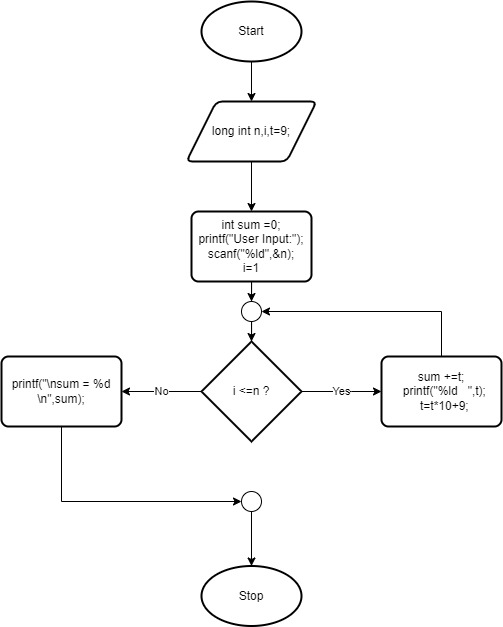 Start
long int n,i,t=9;
int sum =0;
printf("User Input:");
scanf("%ld",&n);
i=1
printf("\nsum = %d
\n",sum);
No
i <=n ?
Yes
sum +=t;
printf("%ld   ",t);
t=t*10+9;
Stop